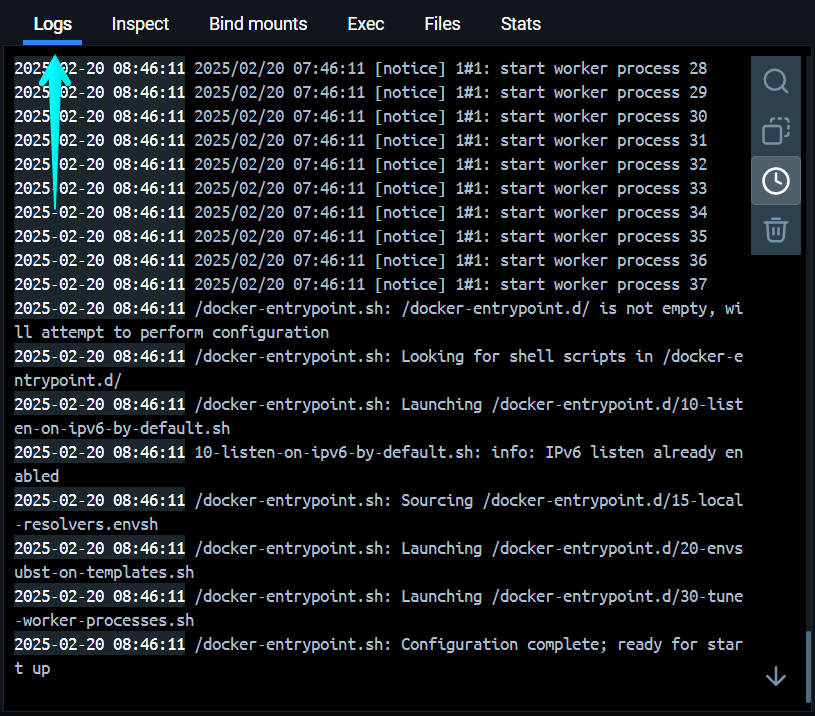 Logs Inspect Bind mounts Exec Files Stats
2025-02-20 08:46:11 2025/02/20 07:46:11 [notice] 1#1: start worker process 28
2025-02-20 08:46:11 2025/02/20 07:46:11 [notice] 1#1: start worker process 29
2025-02-20 08:46:11 2025/02/20 07:46:11 [notice] 1#1: start worker process 30
2025-02-20 08:46:11 2025/02/20 07:46:11 [notice] 1#1: start worker process 31
2025-02-20 08:46:11 2025/02/20 07:46:11 [notice] 1#1: start worker process 32
2025-02-20 08:46:11 2025/02/20 07:46:11 [notice] 1#1: start worker process 33
2025-02-20 08:46:11 2025/02/20 07:46:11 [notice] 1#1: start worker process 34
2025-02-20 08:46:11 2025/02/20 07:46:11 [notice] 1#1: start worker process 35
2025-02-20 08:46:11 2025/02/20 07:46:11 [notice] 1#1: start worker process 36
2025-02-20 08:46:11 2025/02/20 07:46:11 [notice] 1#1: start worker process 37
2025-02-20 08:46:11 /docker-entrypoint.sh: /docker-entrypoint.d/ is not empty, wi
ll attempt to perform configuration
2025-02-20 08:46:11 /docker-entrypoint.sh: Looking for shell scripts in /docker-e
ntrypoint.d/
2025-02-20 08:46:11 /docker-entrypoint.sh: Launching /docker-entrypoint.d/10-list
en-on-ipv6-by-default.sh
2025-02-20 08:46:11 10-listen-on-ipv6-by-default.sh: info: IPv6 listen already en
abled
2025-02-20 08:46:11 /docker-entrypoint.sh: Sourcing /docker-entrypoint.d/15-local
-resolvers.envsh
2025-02-20 08:46:11 /docker-entrypoint.sh: Launching /docker-entrypoint.d/20-envs
ubst-on-templates.sh
2025-02-20 08:46:11 /docker-entrypoint.sh: Launching /docker-entrypoint.d/30-tune
-worker-processes.sh
2025-02-20 08:46:11 /docker-entrypoint.sh: Configuration complete; ready for star
t up